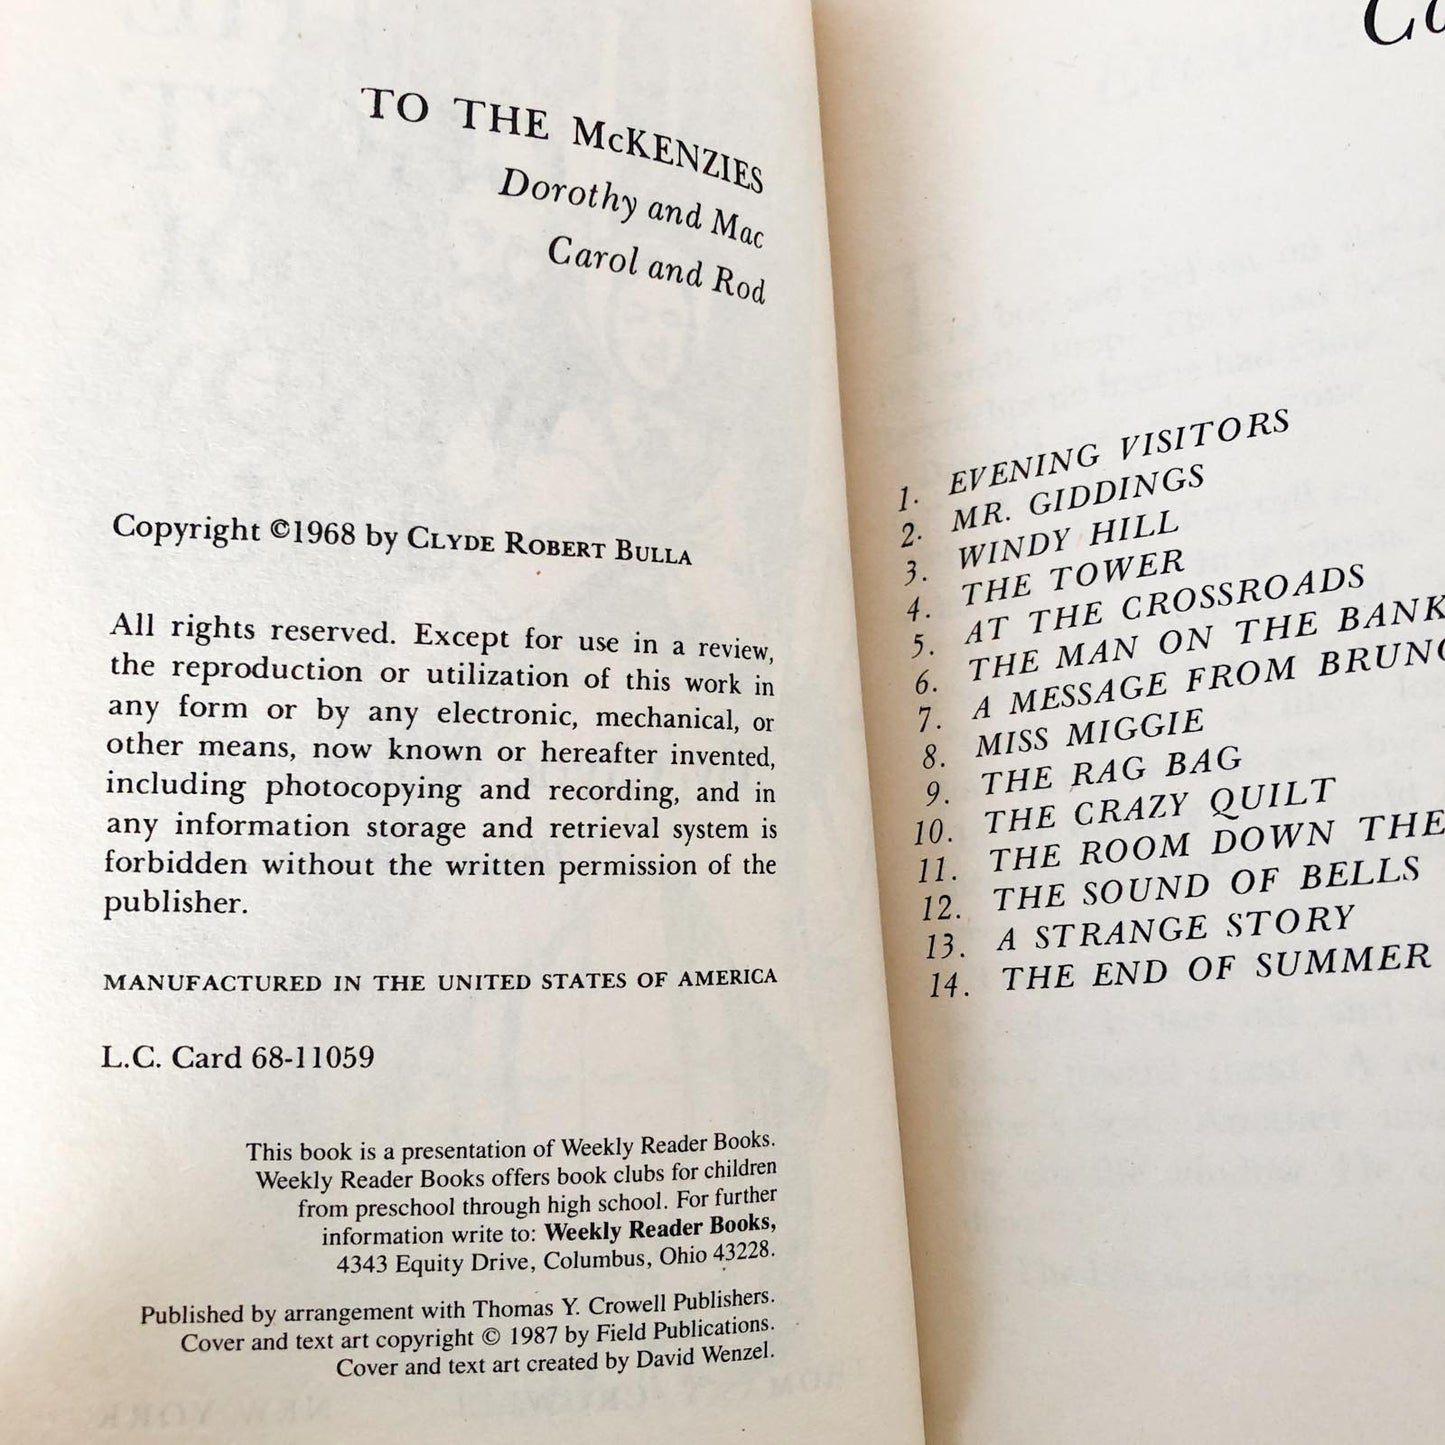 TO THE McKENZIES
Dorothy and Mac
Carol and Rod
Copyright ©1968 by CLYDE ROBERT BULLA
All rights reserved. Except for use in a review,
the reproduction or utilization of this work in
any form or by any electronic, mechanical, or
other means, now known or hereafter invented,
including photocopying and recording, and in
any information storage and retrieval system is
forbidden without the written permission of the
publisher.
MANUFACTURED IN THE UNITED STATES OF AMERICA
L.C. Card 68-11059
This book is a presentation of Weekly Reader Books.
Weekly Reader Books offers book clubs for children
from preschool through high school. For further
information write to: Weekly Reader Books,
4343 Equity Drive, Columbus, Ohio 43228.
Published by arrangement with Thomas Y. Crowell Publishers.
Cover and text art copyright © 1987 by Field Publications.
Cover and text art created by David Wenzel.
1. EVENING VISITORS
2. MR. GIDDINGS
3. WINDY HILL
4. THE TOWER
5. AT THE CROSSROADS
6. THE MAN ON THE BANK
7. A MESSAGE FROM BRUNO
8. MISS MIGGIE
9. THE RAG BAG
10. THE CRAZY QUILT
11. THE ROOM DOWN THE
12. THE SOUND OF BELLS
13. A STRANGE STORY
14. THE END OF SUMMER